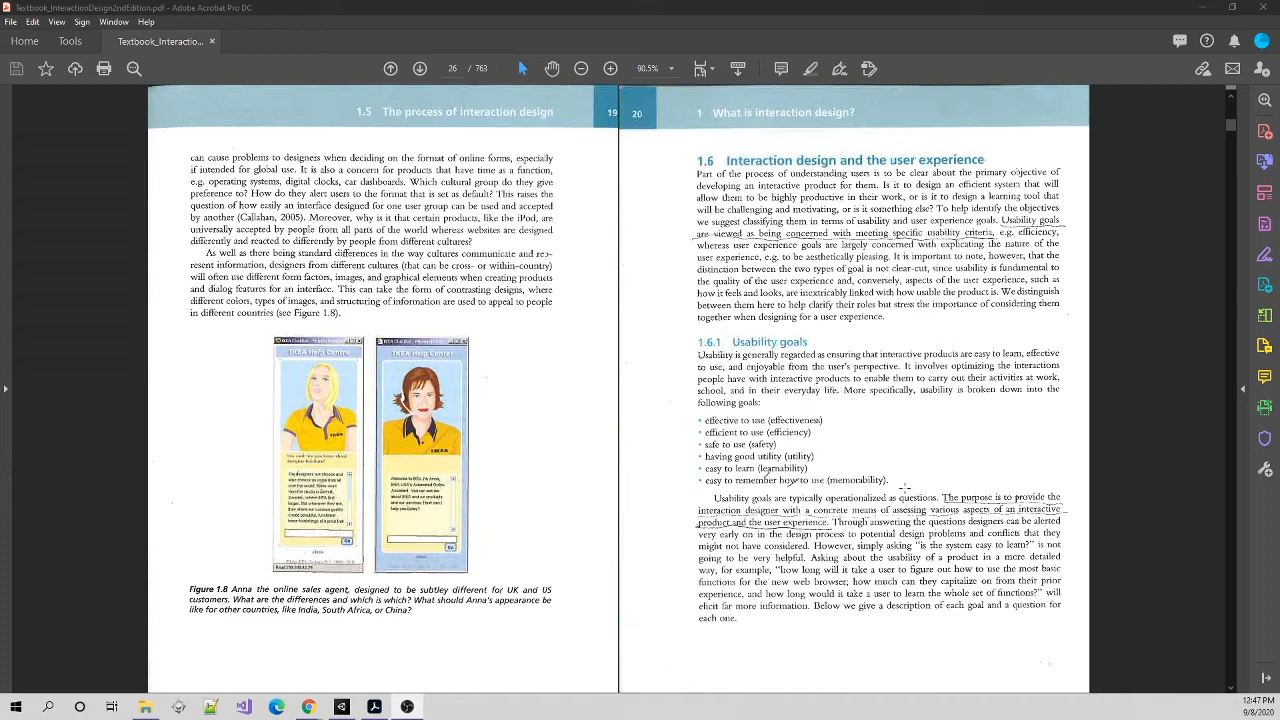 Textbook_InteractionDesign2ndEdition.pdf - Adobe Acrobat Pro DC
File Edit View Sign Window Help
Home Tools Textbook_Interactio... ×
26 / 763 90.5%
1.5 The process of interaction design 19
can cause problems to designers when deciding on the format of online forms, especially
if intended for global use. It is also a concern for products that have time as a function,
e.g. operating systems, digital clocks, car dashboards. Which cultural group do they give
preference to? How do they alert users to the format that is set as default? This raises the
question of how easily an interface designed for one user group can be used and accepted
by another (Callahan, 2005). Moreover, why is it that certain products, like the iPod, are
universally accepted by people from all parts of the world whereas websites are designed
differently and reacted to differently by people from different cultures?
As well as there being standard differences in the way cultures communicate and rep-
resent information, designers from different cultures (that can be cross- or within-country)
will often use different form factors, images, and graphical elements when creating products
and dialog features for an interface. This can take the form of contrasting designs, where
different colors, types of images, and structuring of information are used to appeal to people
in different countries (see Figure 1.8).
IKEA Help Centre
IKEA Help Center
IKEA
IKEA
close
close
Figure 1.8 Anna the online sales agent, designed to be subtley different for UK and US
customers. What are the differences and which is which? What should Anna's appearance be
like for other countries, like India, South Africa, or China?
20 1 What is interaction design?
1.6 Interaction design and the user experience
Part of the process of understanding users is to be clear about the primary objective of
developing an interactive product for them. Is it to design an efficient system that will
allow them to be highly productive in their work, or is it to design a learning tool that
will be challenging and motivating, or is it something else? To help identify the objectives
we suggest classifying them in terms of usability and user experience goals. Usability goals
are viewed as being concerned with meeting specific usability criteria, e.g. efficiency,
whereas user experience goals are largely concerned with explicating the nature of the
user experience, e.g. to be aesthetically pleasing. It is important to note, however, that the
distinction between the two types of goal is not clear-cut, since usability is fundamental to
the quality of the user experience and, conversely, aspects of the user experience, such as
how it feels and looks, are inextricably linked with how usable the product is. We distinguish
between them here to help clarify their roles but stress the importance of considering them
together when designing for a user experience.
1.6.1 Usability goals
Usability is generally regarded as ensuring that interactive products are easy to learn, effective
to use, and enjoyable from the user's perspective. It involves optimizing the interactions
people have with interactive products to enable them to carry out their activities at work,
school, and in their everyday life. More specifically, usability is broken down into the
following goals:
• effective to use (effectiveness)
• efficient to use (efficiency)
• safe to use (safety)
• having good utility (utility)
• easy to learn (learnability)
• easy to remember how to use (memorability).
Usability goals are typically operationalized as questions. The purpose is to provide the
interaction designer with a concrete means of assessing various aspects of an interactive
product and the user experience. Through answering the questions designers can be alerted
very early on in the design process to potential design problems and conflicts that they
might not have considered. However, simply asking "is the system easy to learn?" is not
going to be very helpful. Asking about the usability of a product in a more detailed
way, for example, "how long will it take a user to figure out how to use the most basic
functions for the new web browser; how much can they capitalize on from their prior
experience, and how long would it take a user to learn the whole set of functions?" will
elicit far more information. Below we give a description of each goal and a question for
each one.
12:47 PM
9/8/2020